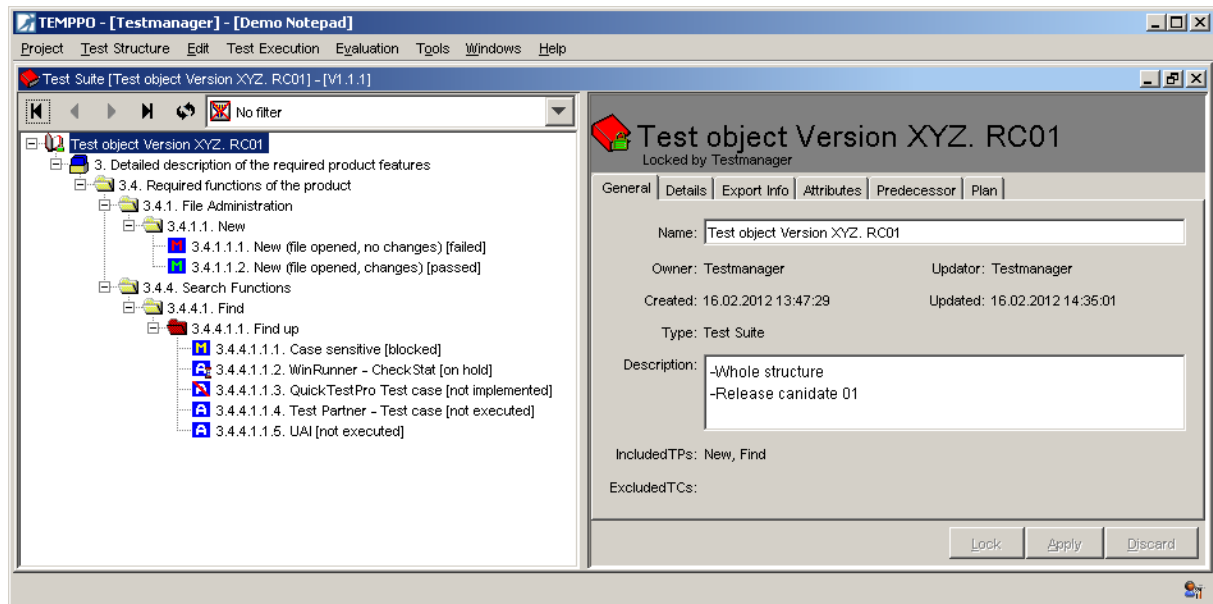 TEMPPO - [Testmanager] - [Demo Notepad]
Project Test Structure Edit Test Execution Evaluation Tools Windows Help
Test Suite [Test object Version XYZ. RC01] - [V1.1.1]
No filter
Test object Version XYZ. RC01
3. Detailed description of the required product features
3.4. Required functions of the product
3.4.1. File Administration
3.4.1.1. New
M 3.4.1.1.1. New (file opened, no changes) [failed]
M 3.4.1.1.2. New (file opened, changes) [passed]
3.4.4. Search Functions
3.4.4.1. Find
3.4.4.1.1. Find up
M 3.4.4.1.1.1. Case sensitive [blocked]
A 3.4.4.1.1.2. WinRunner - CheckStat [on hold]
3.4.4.1.1.3. QuickTestPro Test case [not implemented]
A 3.4.4.1.1.4. Test Partner - Test case [not executed]
A 3.4.4.1.1.5. UAI [not executed]
Test object Version XYZ. RC01
Locked by Testmanager
General Details Export Info Attributes Predecessor Plan
Name: Test object Version XYZ. RC01
Owner: Testmanager Updator: Testmanager
Created: 16.02.2012 13:47:29 Updated: 16.02.2012 14:35:01
Type: Test Suite
Description: -Whole structure
-Release canidate 01
IncludedTPs: New, Find
ExcludedTCs:
Lock Apply Discard